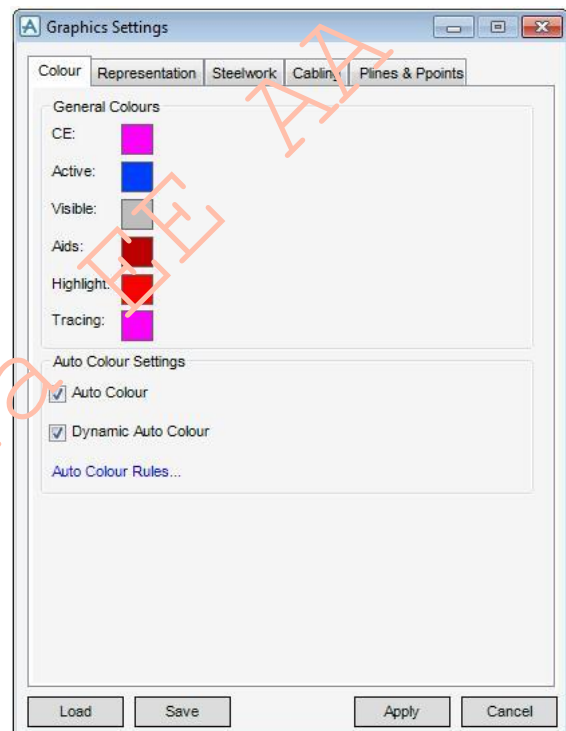 Graphics Settings
Colour Representation Steelwork Cabling Plines & Ppoints
General Colours
CE:
Active:
Visible:
Aids:
Highlight:
Tracing:
Auto Colour Settings
Auto Colour
Dynamic Auto Colour
Auto Colour Rules...
Load Save Apply Cancel